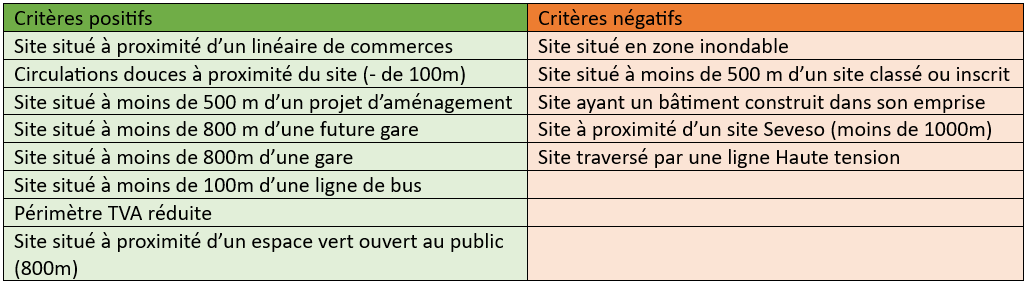 Critères positifs
Critères négatifs
Site situé à proximité d’un linéaire de commerces
Site situé en zone inondable
Circulations douces à proximité du site (- de 100m)
Site situé à moins de 500 m d’un site classé ou inscrit
Site situé à moins de 500 m d’un projet d’aménagement
Site ayant un bâtiment construit dans son emprise
Site situé à moins de 800 m d’une future gare
Site à proximité d’un site Seveso (moins de 1000m)
Site situé à moins de 800m d’une gare
Site traversé par une ligne Haute tension
Site situé à moins de 100m d’une ligne de bus
Périmètre TVA réduite
Site situé à proximité d’un espace vert ouvert au public
(800m)